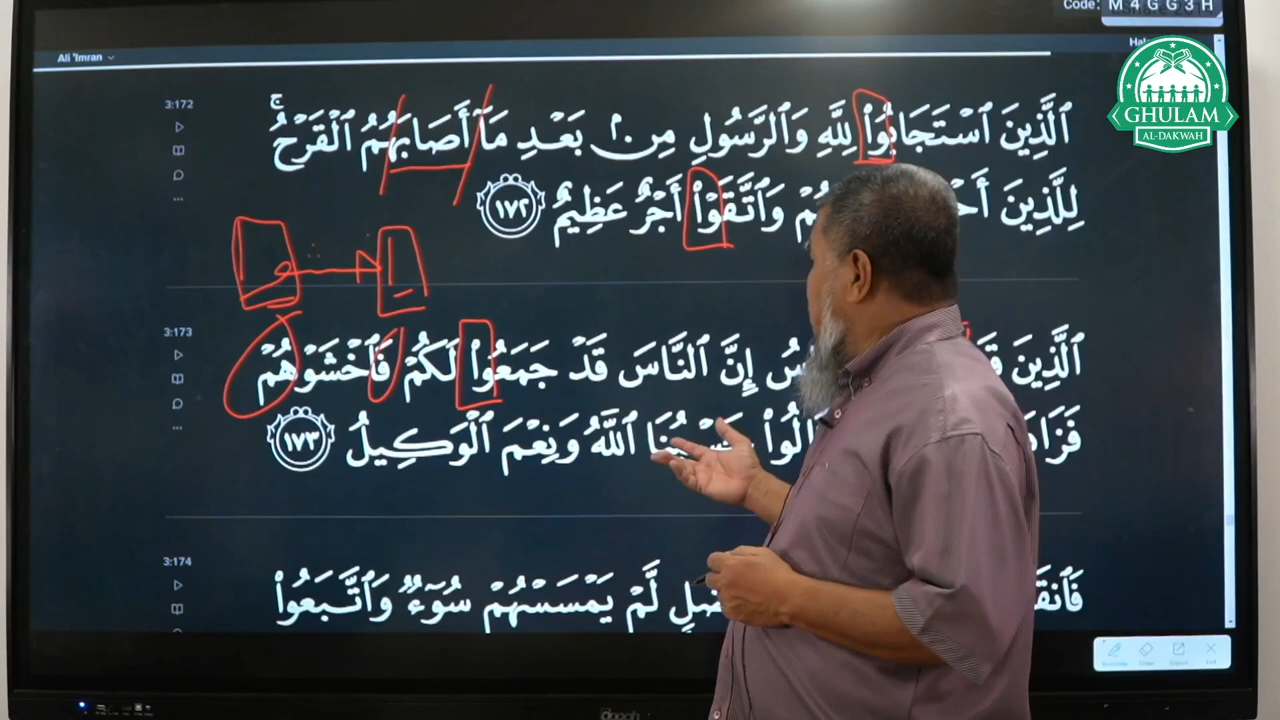 Code: M 4 G G 3 H
Ali 'Imran
GHULAM
AL-DAKWAH
3:172
ٱلَّذِينَ ٱسْتَجَابُوا۟ لِلَّهِ وَٱلرَّسُولِ مِنۢ بَعْدِ مَآ أَصَابَهُمُ ٱلْقَرْحُ ۚ
لِلَّذِينَ وَٱتَّقَوْا۟ أَجْرٌ عَظِيمٌ ١٧٢
3:173
ٱلَّذِينَ إِنَّ ٱلنَّاسَ قَدْ جَمَعُوا۟ لَكُمْ فَٱخْشَوْهُمْ
ٱللَّهُ وَنِعْمَ ٱلْوَكِيلُ ١٧٣
3:174
لَّمْ يَمْسَسْهُمْ سُوٓءٌ وَٱتَّبَعُوا۟